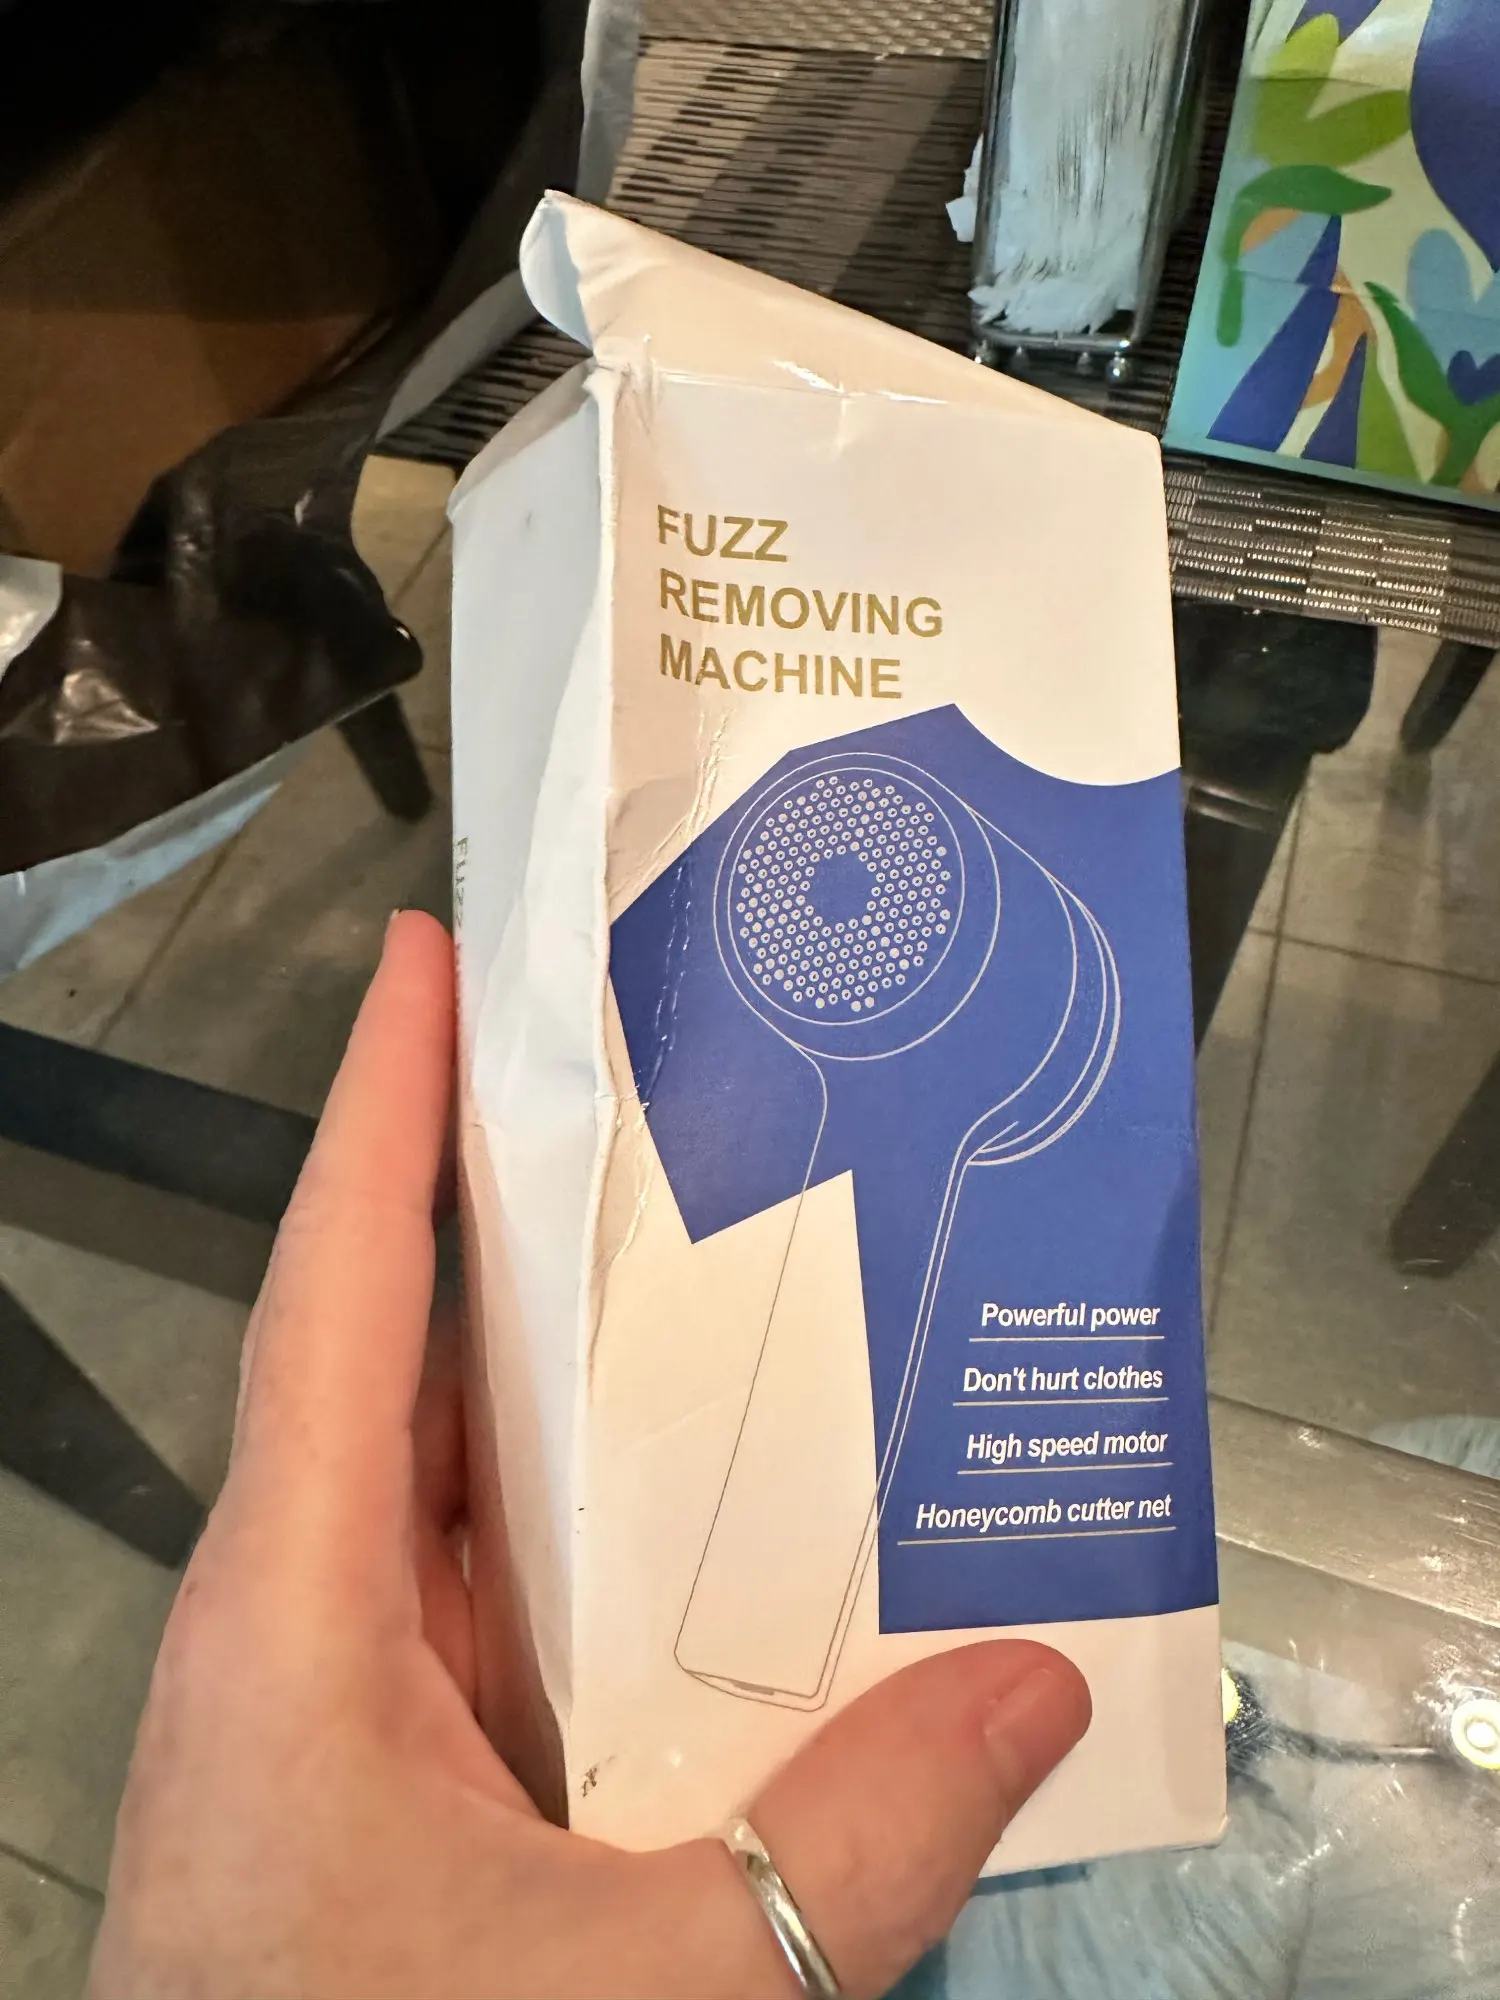 FUZZ
REMOVING
MACHINE
Powerful power
Don't hurt clothes
High speed motor
Honeycomb cutter net